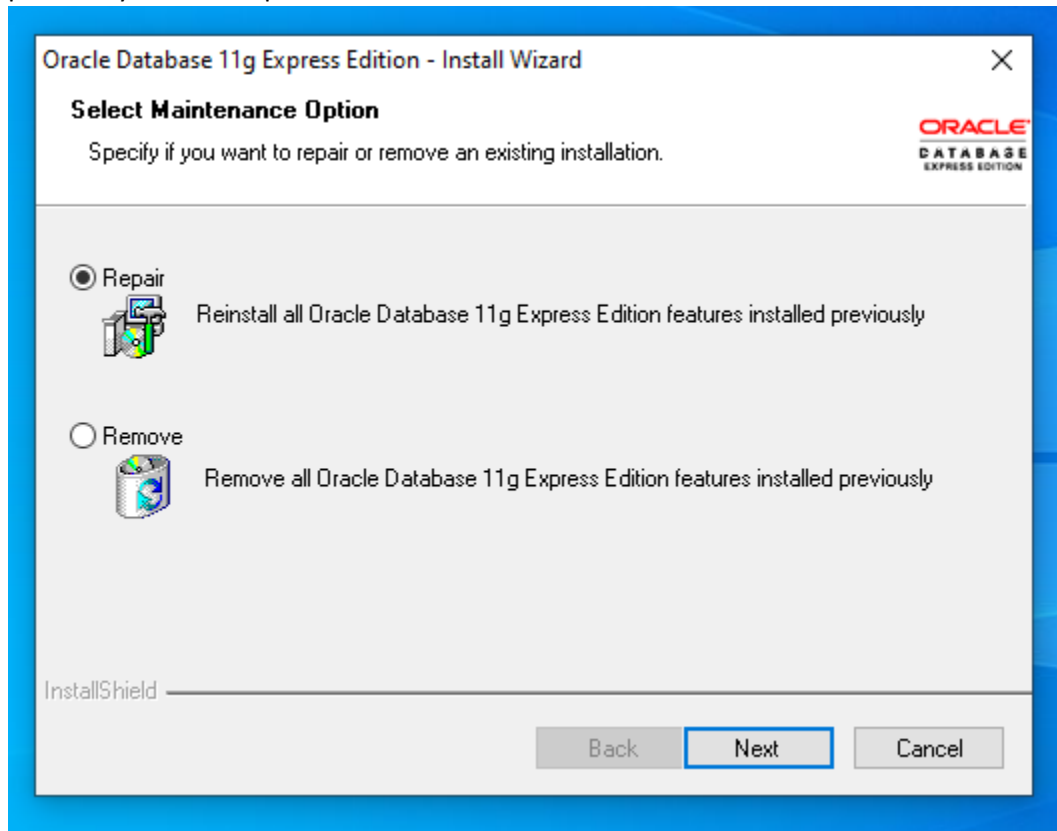 Oracle Database 11g Express Edition - Install Wizard
Select Maintenance Option
Specify if you want to repair or remove an existing installation.
ORACLE
DATABASE
EXPRESS EDITION
Repair
Reinstall all Oracle Database 11g Express Edition features installed previously
Remove
Remove all Oracle Database 11g Express Edition features installed previously
InstallShield
Back Next Cancel